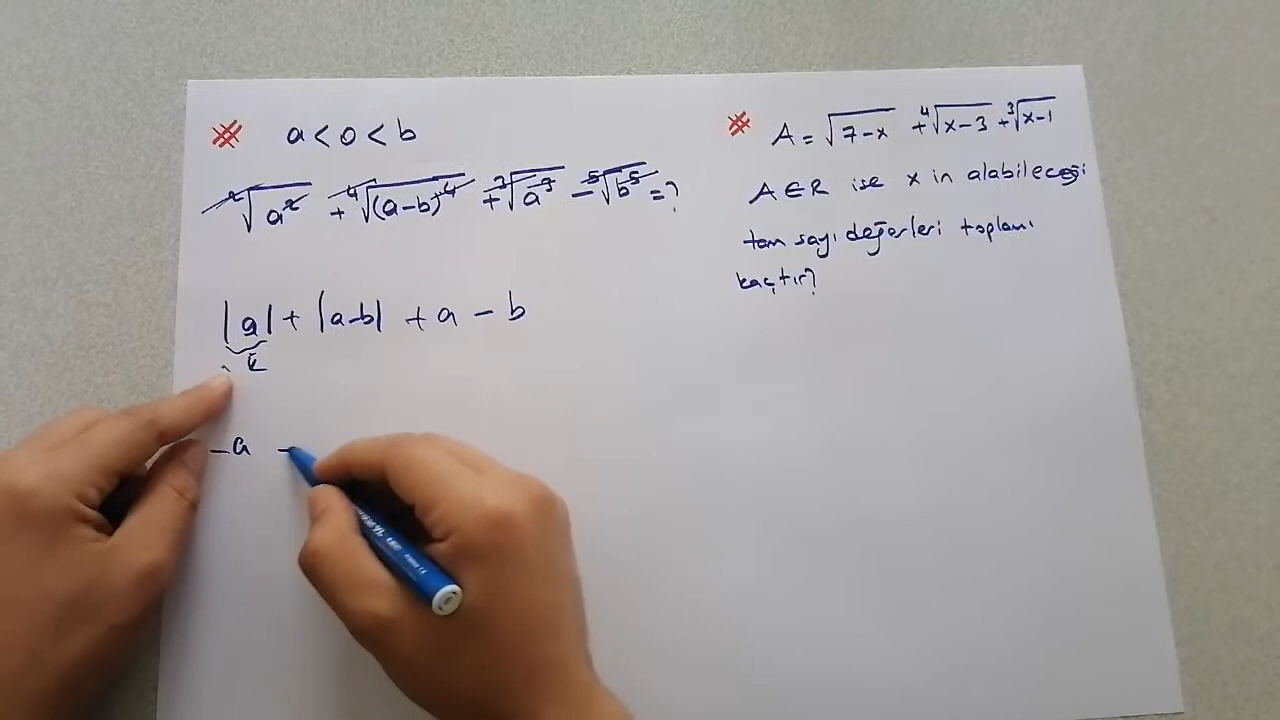 a < 0 < b
²√a² + ⁴√(a-b)⁴ + ³√a³ - ⁵√b⁵ = ?
|a| + |a-b| + a - b
-a -
A = √7-x + ⁴√x-3 + ³√x-1
A ∈ R ise x in alabileceği
tam sayı değerleri toplamı
kaçtır?